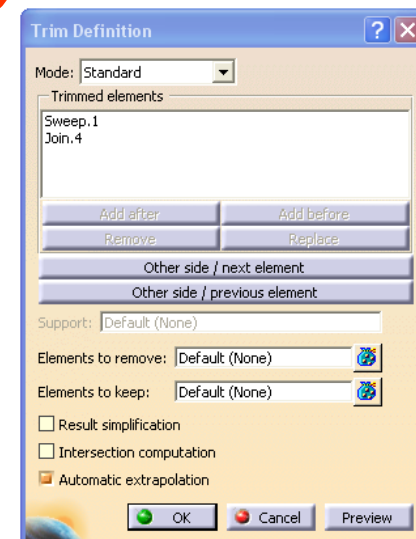 Trim Definition
?
Mode: Standard
Trimmed elements
Sweep.1
Join.4
Add after Add before
Remove Replace
Other side / next element
Other side / previous element
Support: Default (None)
Elements to remove: Default (None)
Elements to keep: Default (None)
Result simplification
Intersection computation
Automatic extrapolation
OK Cancel Preview